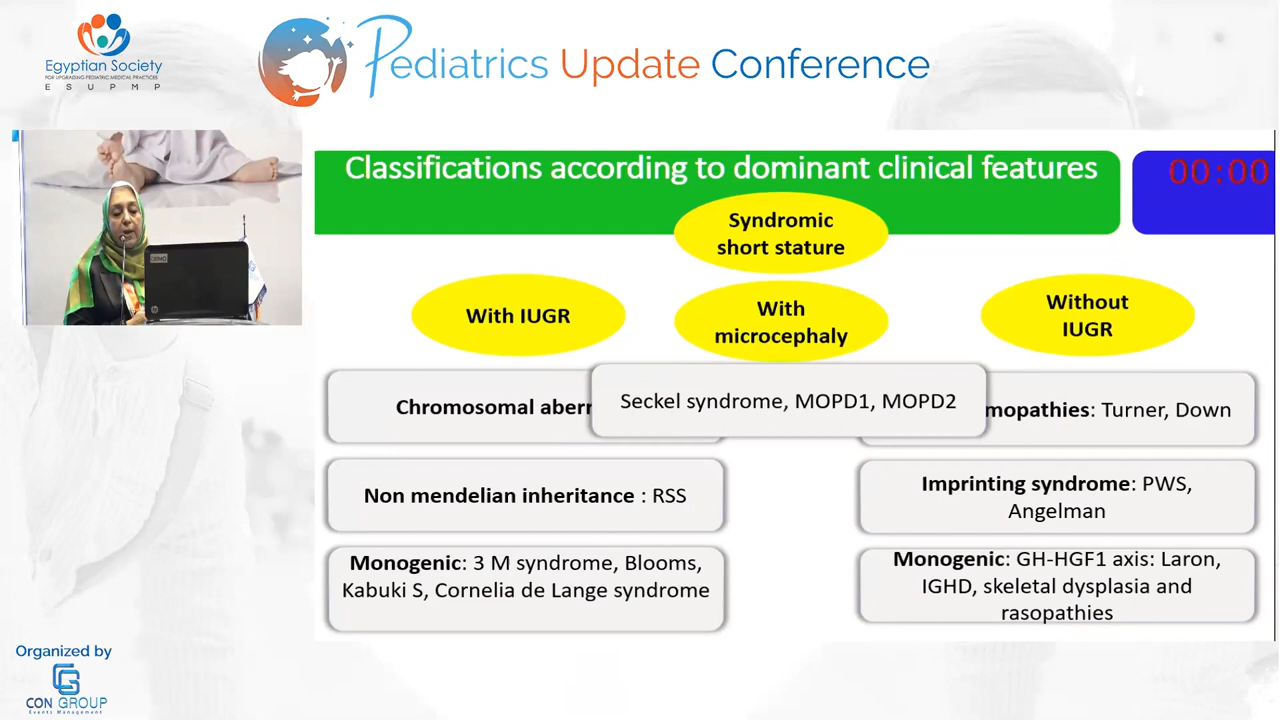 Egyptian Society
FOR UPGRADING PEDIATRIC MEDICAL PRACTICES
E S U P M P
Pediatrics Update Conference
Classifications according to dominant clinical features
00:00
Syndromic
short stature
With IUGR
With
microcephaly
Without
IUGR
Chromosomal aberr
Seckel syndrome, MOPD1, MOPD2
mopathies: Turner, Down
Non mendelian inheritance : RSS
Imprinting syndrome: PWS,
Angelman
Monogenic: 3 M syndrome, Blooms,
Kabuki S, Cornelia de Lange syndrome
Monogenic: GH-HGF1 axis: Laron,
IGHD, skeletal dysplasia and
rasopathies
Organized by
CON GROUP
Events Management